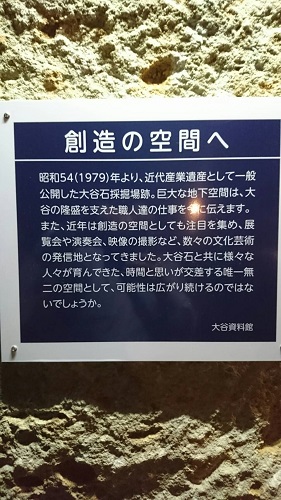 創造の空間へ
昭和54(1979)年より、近代産業遺産として一般
公開した大谷石採掘場跡。巨大な地下空間は、大
谷の隆盛を支えた職人達の仕事を今に伝えます。
また、近年は創造の空間としても注目を集め、展
覧会や演奏会、映像の撮影など、数々の文化芸術
の発信地となってきました。大谷石と共に様々な
人々が育んできた、時間と思いが交差する唯一無
二の空間として、可能性は広がり続けるのではな
いでしょうか。
大谷資料館